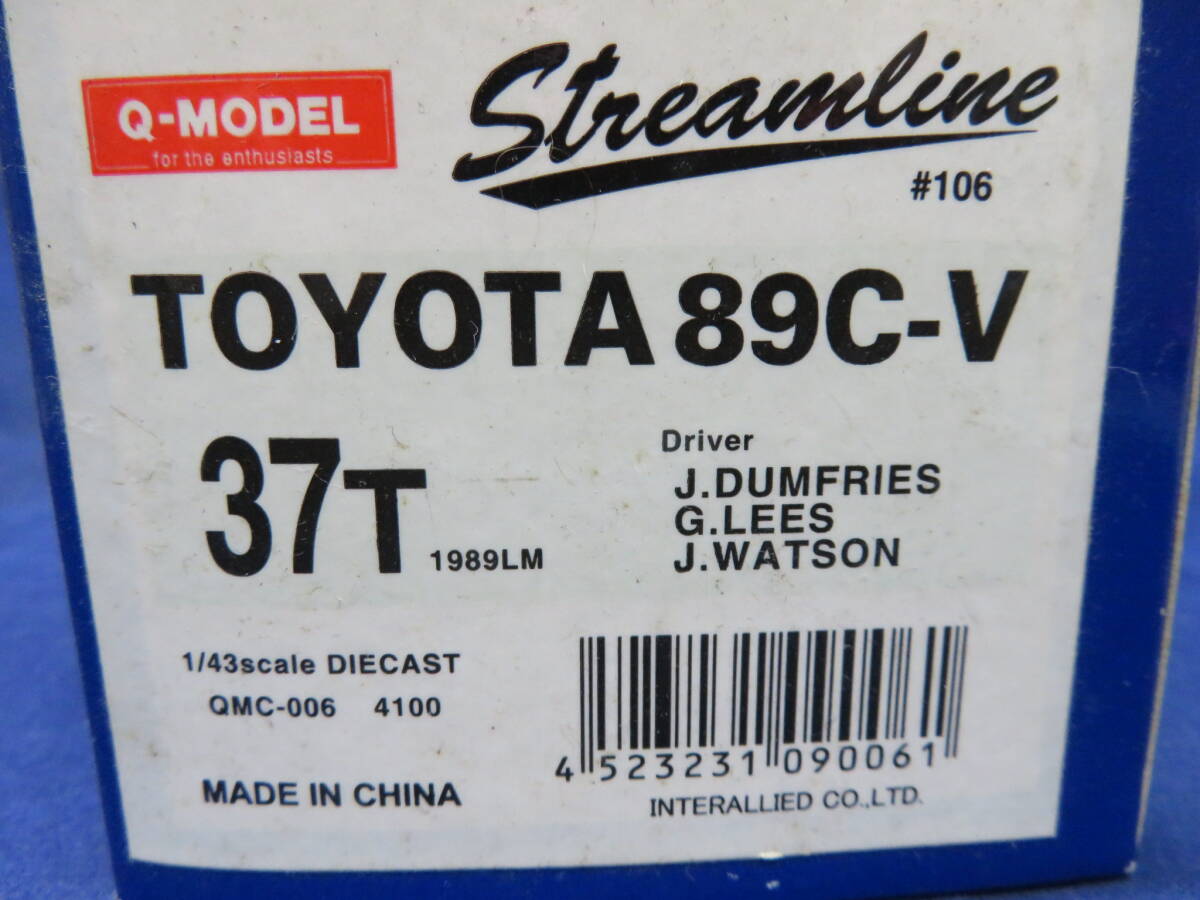 Q-MODEL
for the enthusiasts
Streamline
#106
TOYOTA 89C-V
37T 1989LM
Driver
J.DUMFRIES
G.LEES
J.WATSON
1/43scale DIECAST
QMC-006 4100
MADE IN CHINA
4 523231 090061
INTERALLIED CO.,LTD.